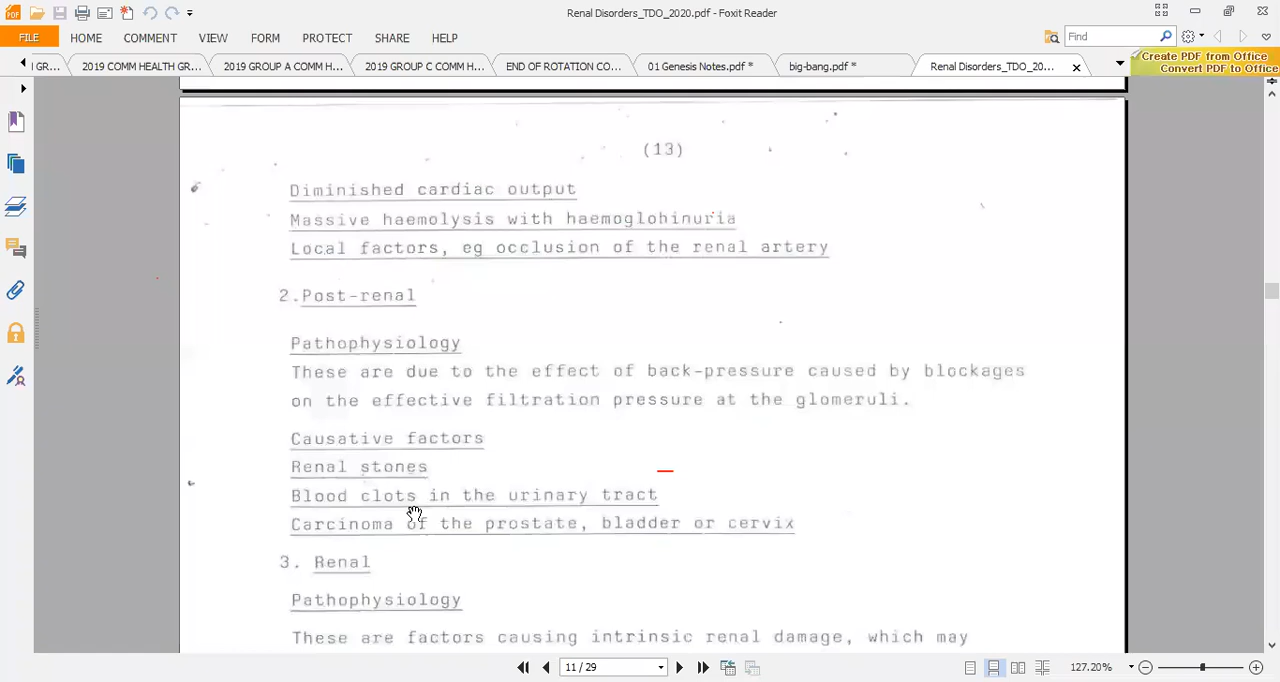 Renal Disorders_TDO_2020.pdf - Foxit Reader
FILE HOME COMMENT VIEW FORM PROTECT SHARE HELP Find
I GR... 2019 COMM HEALTH GR... 2019 GROUP A COMM H... 2019 GROUP C COMM H... END OF ROTATION CO... 01 Genesis Notes.pdf * big-bang.pdf * Renal Disorders_TDO_20... Create PDF from Office
Convert PDF to Office
(13)
Diminished cardiac output
Massive haemolysis with haemoglohinuria
Local factors, eg occlusion of the renal artery
2.Post-renal
Pathophysiology
These are due to the effect of back-pressure caused by blockages
on the effective filtration pressure at the glomeruli.
Causative factors
Renal stones
Blood clots in the urinary tract
Carcinoma of the prostate, bladder or cervix
3. Renal
Pathophysiology
These are factors causing intrinsic renal damage, which may
11 / 29 127.20%